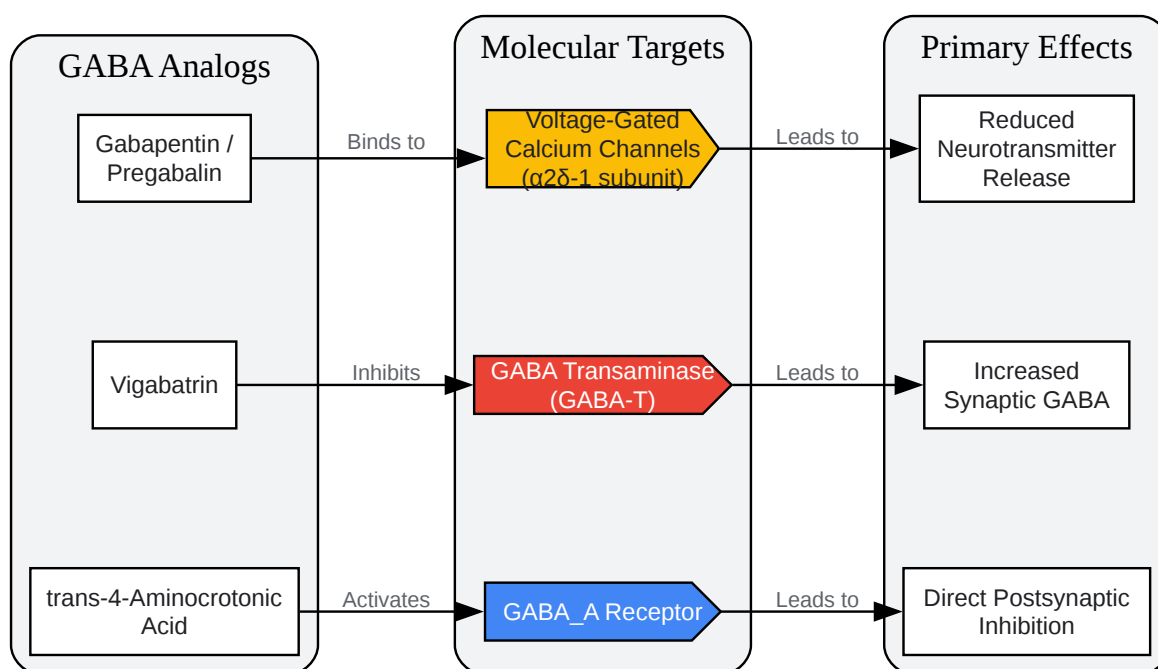 GABA Analogs
Molecular Targets
Primary Effects
Gabapentin /
Pregabalin
Binds to
Voltage-Gated
Calcium Channels
(α2δ-1 subunit)
Leads to
Reduced
Neurotransmitter
Release
Vigabatrin
Inhibits
GABA Transaminase
(GABA-T)
Leads to
Increased
Synaptic GABA
trans-4-Aminocrotonic
Acid
Activates
GABA_A Receptor
Leads to
Direct Postsynaptic
Inhibition